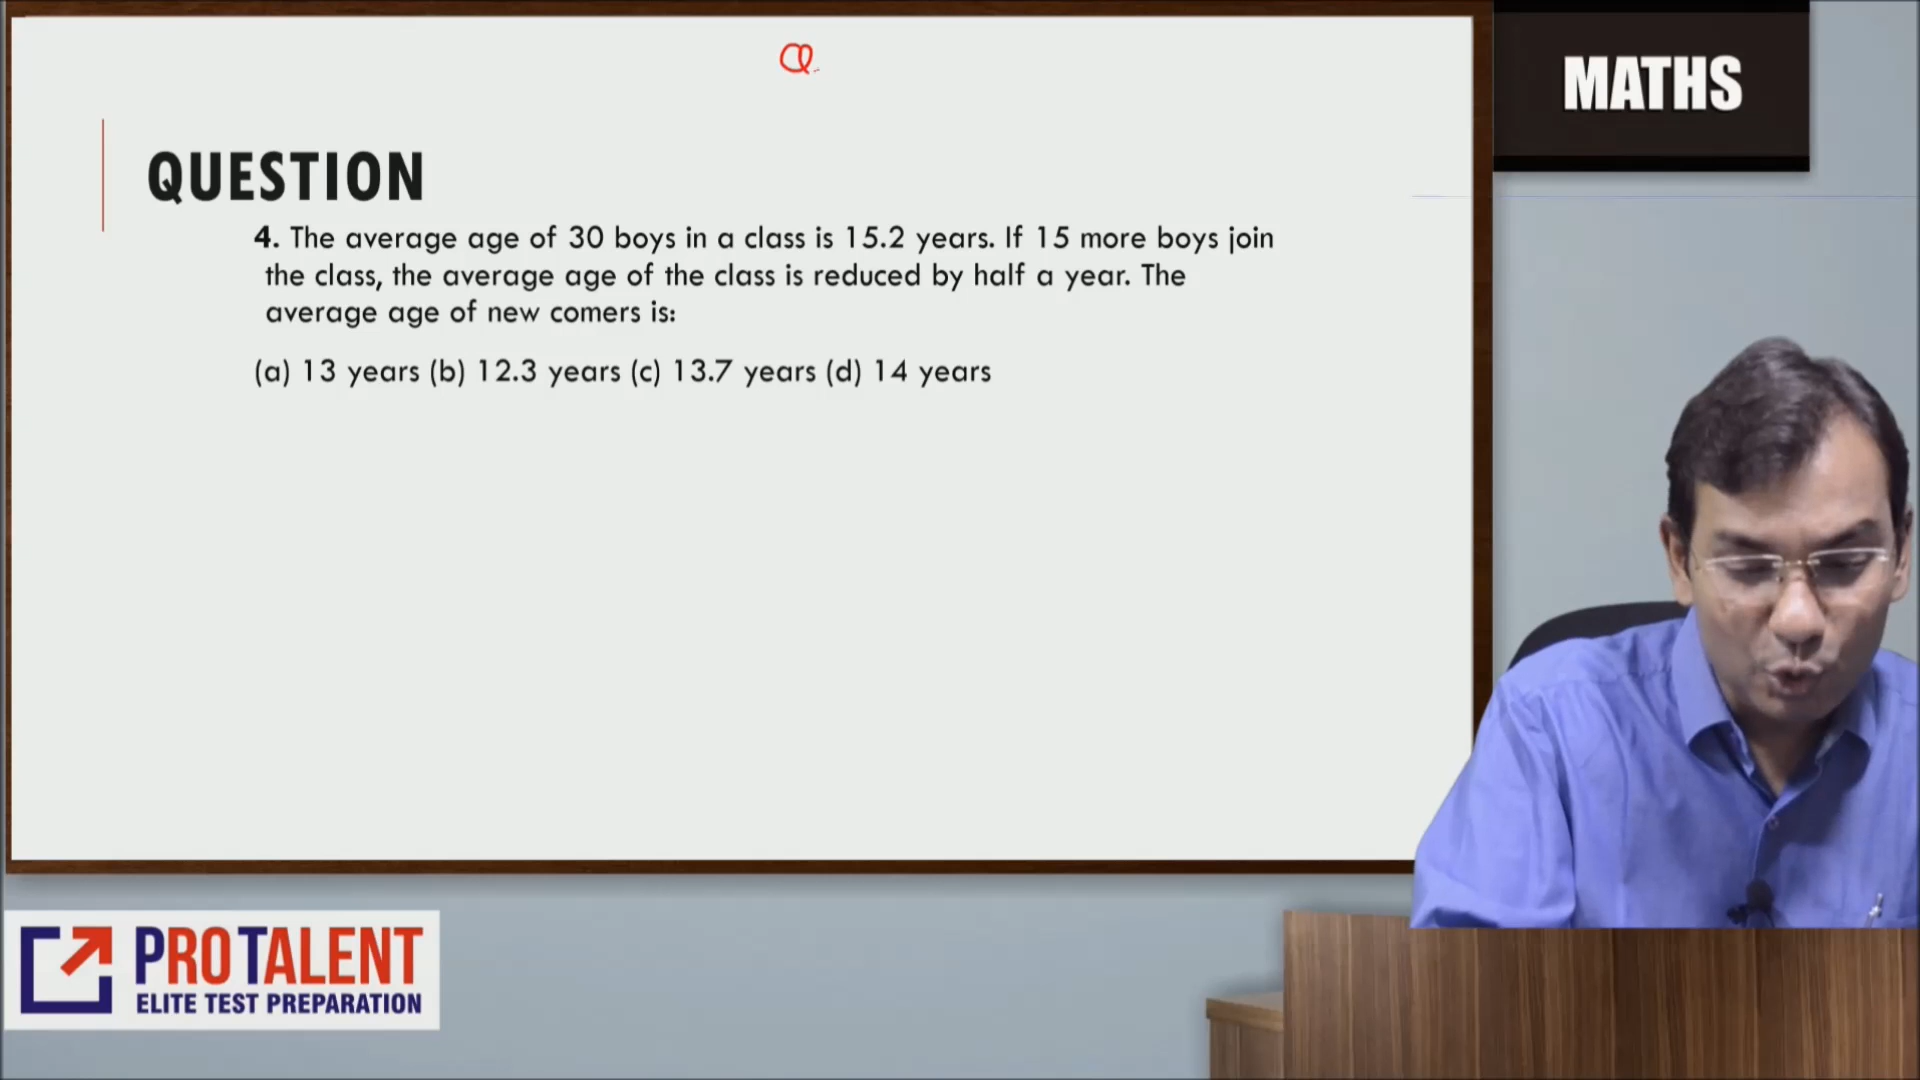 MATHS
QUESTION
4. The average age of 30 boys in a class is 15.2 years. If 15 more boys join
the class, the average age of the class is reduced by half a year. The
average age of new comers is:
(a) 13 years (b) 12.3 years (c) 13.7 years (d) 14 years
PROTALENT
ELITE TEST PREPARATION